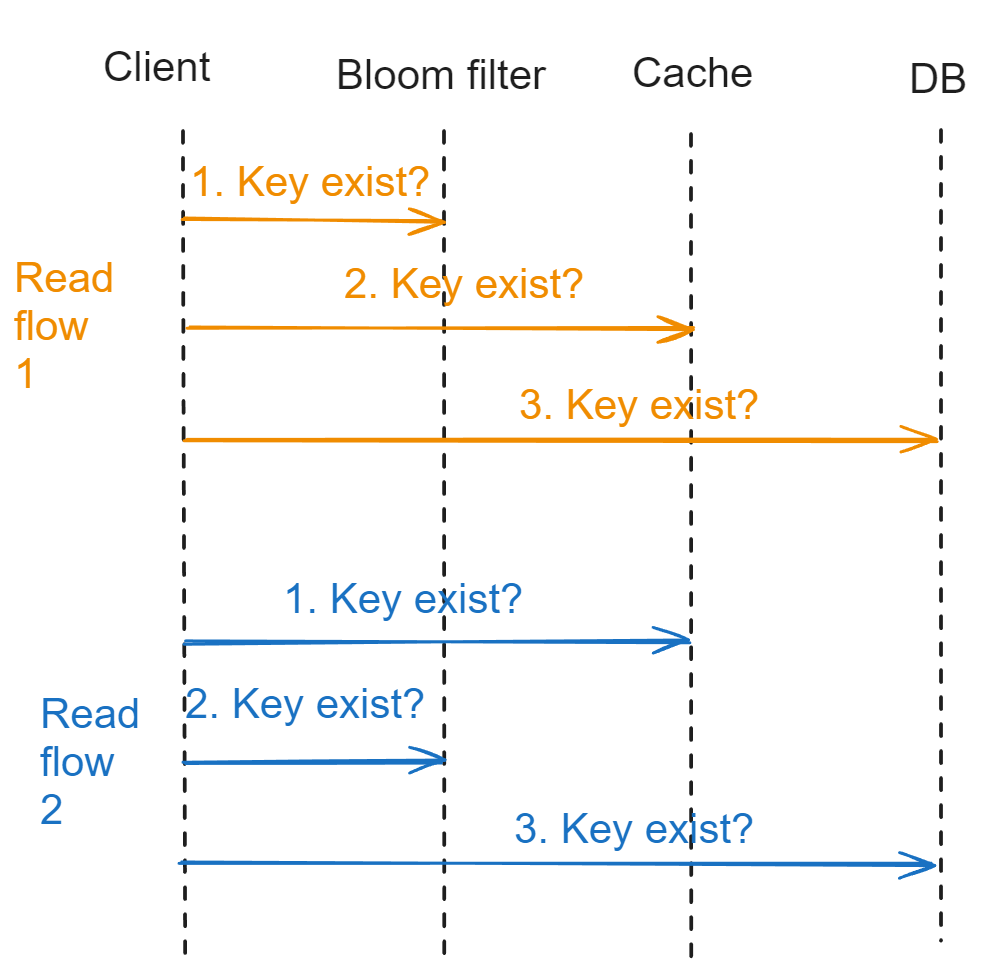 Client
Bloom filter
Cache
DB
1. Key exist?
2. Key exist?
Read
flow
1
3. Key exist?
1. Key exist?
2. Key exist?
Read
flow
2
3. Key exist?